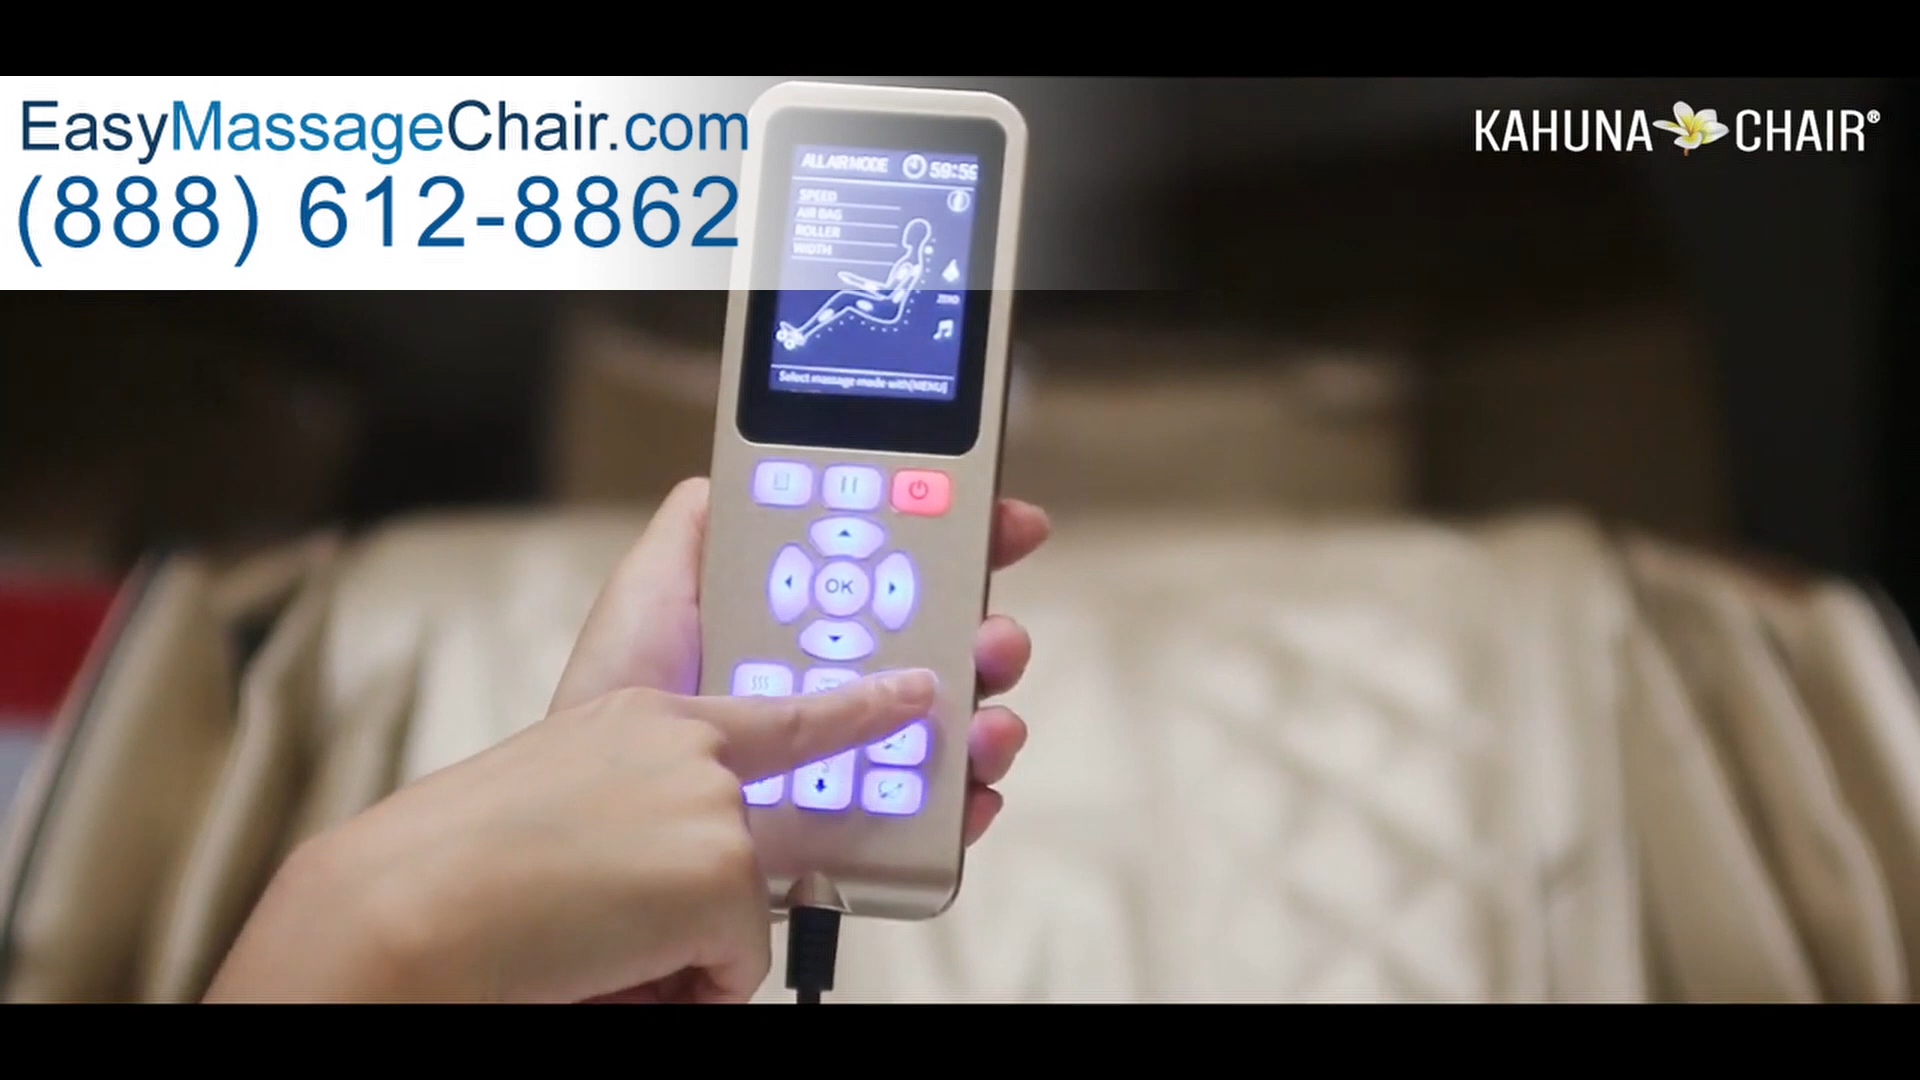 EasyMassageChair.com
(888) 612-8862
KAHUNA CHAIR®
ALL AIR MODE 59:59
SPEED
AIR BAG
ROLLER
WIDTH
ZERO
Select massage mode with[MENU]
OK